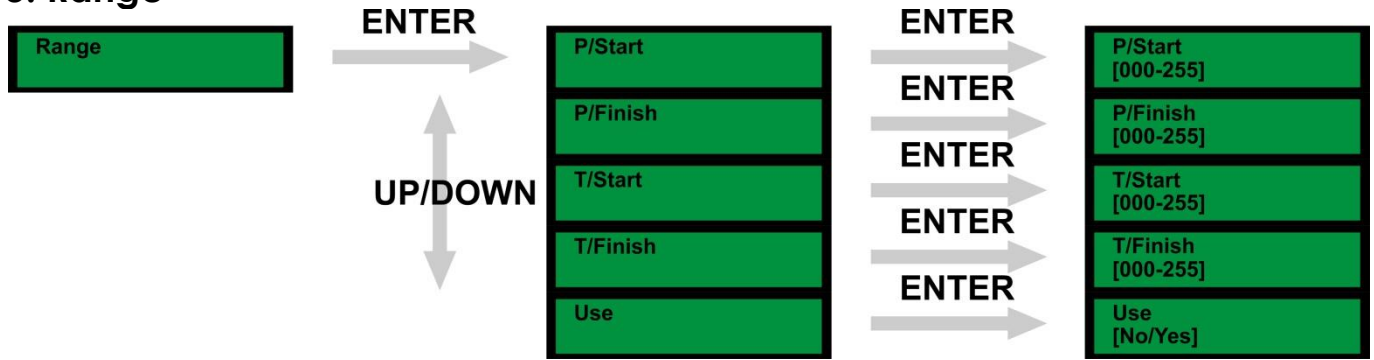 Range
ENTER
UP/DOWN
P/Start
P/Finish
T/Start
T/Finish
Use
ENTER
ENTER
ENTER
ENTER
ENTER
P/Start
[000-255]
P/Finish
[000-255]
T/Start
[000-255]
T/Finish
[000-255]
Use
[No/Yes]